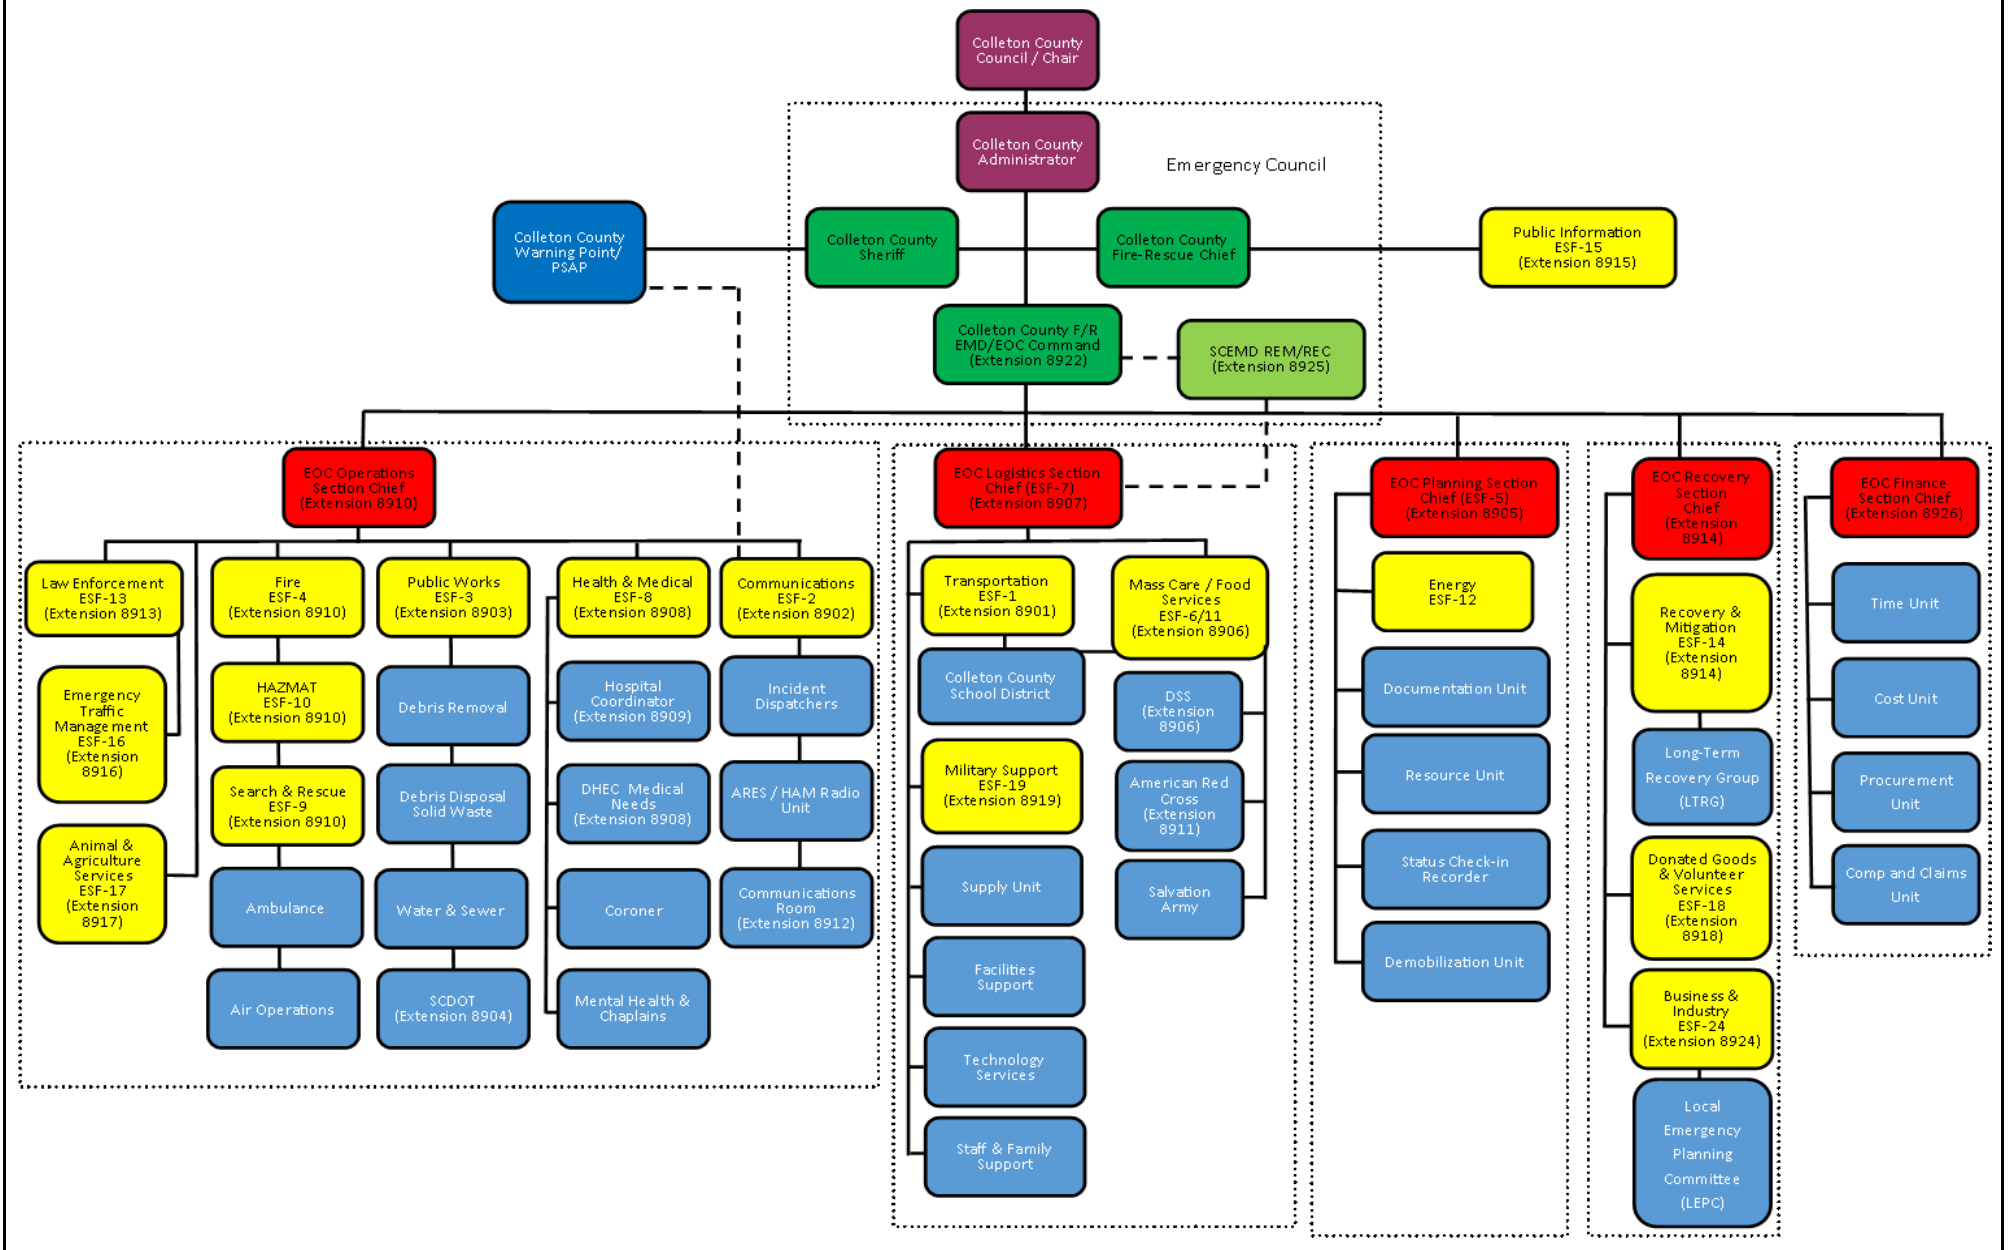 Colleton County
Council / Chair
Colleton County
Administrator
Emergency Council
Colleton County
Warning Point/
PSAP
Colleton County
Sheriff
Colleton County
Fire-Rescue Chief
Public Information
ESF-15
(Extension 8915)
Colleton County F/R
EMD/EOC Command
(Extension 8922)
SCEMD REM/REC
(Extension 8925)
EOC Operations
Section Chief
(Extension 8910)
EOC Logistics Section
Chief (ESF-7)
(Extension 8907)
EOC Planning Section
Chief (ESF-5)
(Extension 8905)
EOC Recovery
Section
Chief
(Extension
8914)
EOC Finance
Section Chief
(Extension 8926)
Law Enforcement
ESF-13
(Extension 8913)
Emergency
Traffic
Management
ESF-16
(Extension
8916)
Animal &
Agriculture
Services
ESF-17
(Extension
8917)
Fire
ESF-4
(Extension 8910)
HAZMAT
ESF-10
(Extension 8910)
Search & Rescue
ESF-9
(Extension 8910)
Ambulance
Air Operations
Public Works
ESF-3
(Extension 8903)
Debris Removal
Debris Disposal
Solid Waste
Water & Sewer
SCDOT
(Extension 8904)
Health & Medical
ESF-8
(Extension 8908)
Hospital
Coordinator
(Extension 8909)
DHEC Medical
Needs
(Extension 8908)
Coroner
Mental Health &
Chaplains
Communications
ESF-2
(Extension 8902)
Incident
Dispatchers
ARES / HAM Radio
Unit
Communications
Room
(Extension 8912)
Transportation
ESF-1
(Extension 8901)
Colleton County
School District
Military Support
ESF-19
(Extension 8919)
Supply Unit
Facilities
Support
Technology
Services
Staff & Family
Support
Mass Care / Food
Services
ESF-6/11
(Extension 8906)
DSS
(Extension
8906)
American Red
Cross
(Extension
8911)
Salvation
Army
Energy
ESF-12
Documentation Unit
Resource Unit
Status Check-in
Recorder
Demobilization Unit
Recovery &
Mitigation
ESF-14
(Extension
8914)
Long-Term
Recovery Group
(LTRG)
Donated Goods
& Volunteer
Services
ESF-18
(Extension
8918)
Business &
Industry
ESF-24
(Extension 8924)
Local
Emergency
Planning
Committee
(LEPC)
Time Unit
Cost Unit
Procurement
Unit
Comp and Claims
Unit